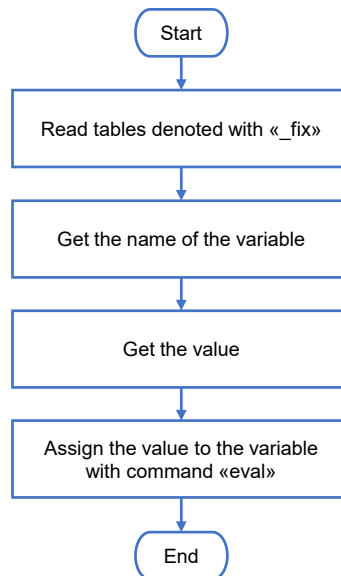 Start
Read tables denoted with «_fix»
Get the name of the variable
Get the value
Assign the value to the variable
with command «eval»
End